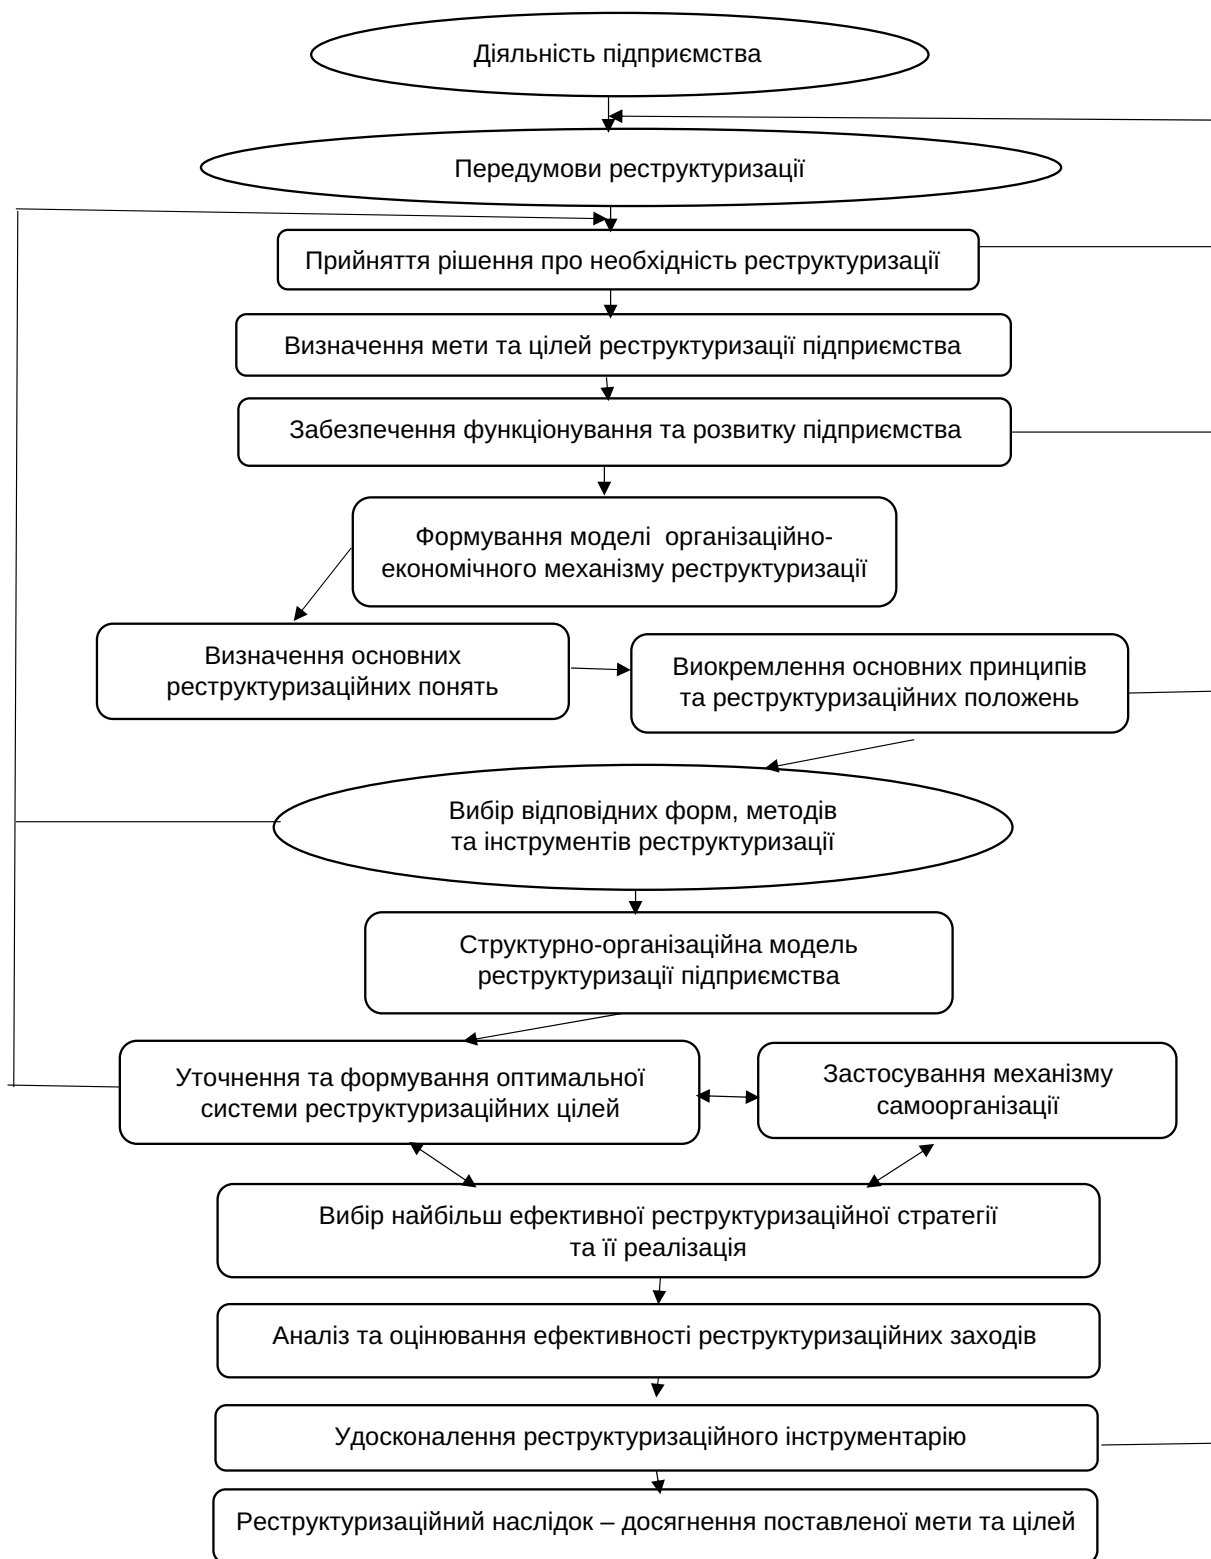 Діяльність підприємства
Передумови реструктуризації
Прийняття рішення про необхідність реструктуризації
Визначення мети та цілей реструктуризації підприємства
Забезпечення функціонування та розвитку підприємства
Формування моделі  організаційно-
економічного механізму реструктуризації
Визначення основних
реструктуризаційних понять
Виокремлення основних принципів
та реструктуризаційних положень
Вибір відповідних форм, методів
та інструментів реструктуризації
Структурно-організаційна модель
реструктуризації підприємства
Уточнення та формування оптимальної
системи реструктуризаційних цілей
Застосування механізму
самоорганізації
Вибір найбільш ефективної реструктуризаційної стратегії
та її реалізація
Аналіз та оцінювання ефективності реструктуризаційних заходів
Удосконалення реструктуризаційного інструментарію
Реструктуризаційний наслідок – досягнення поставленої мети та цілей